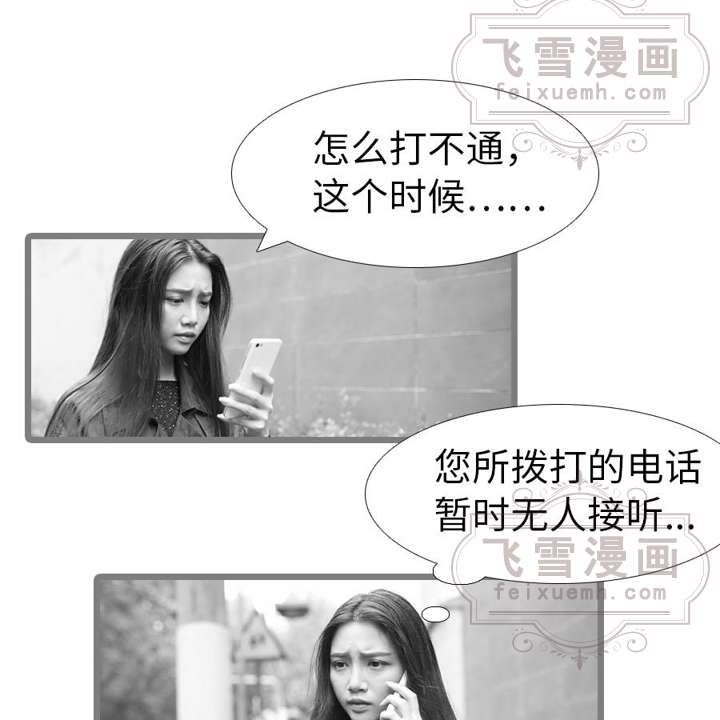 飞雪漫画
feixuemh.com
怎么打不通，
这个时候……
您所拨打的电话
暂时无人接听...
飞雪漫画
feixuemh.com